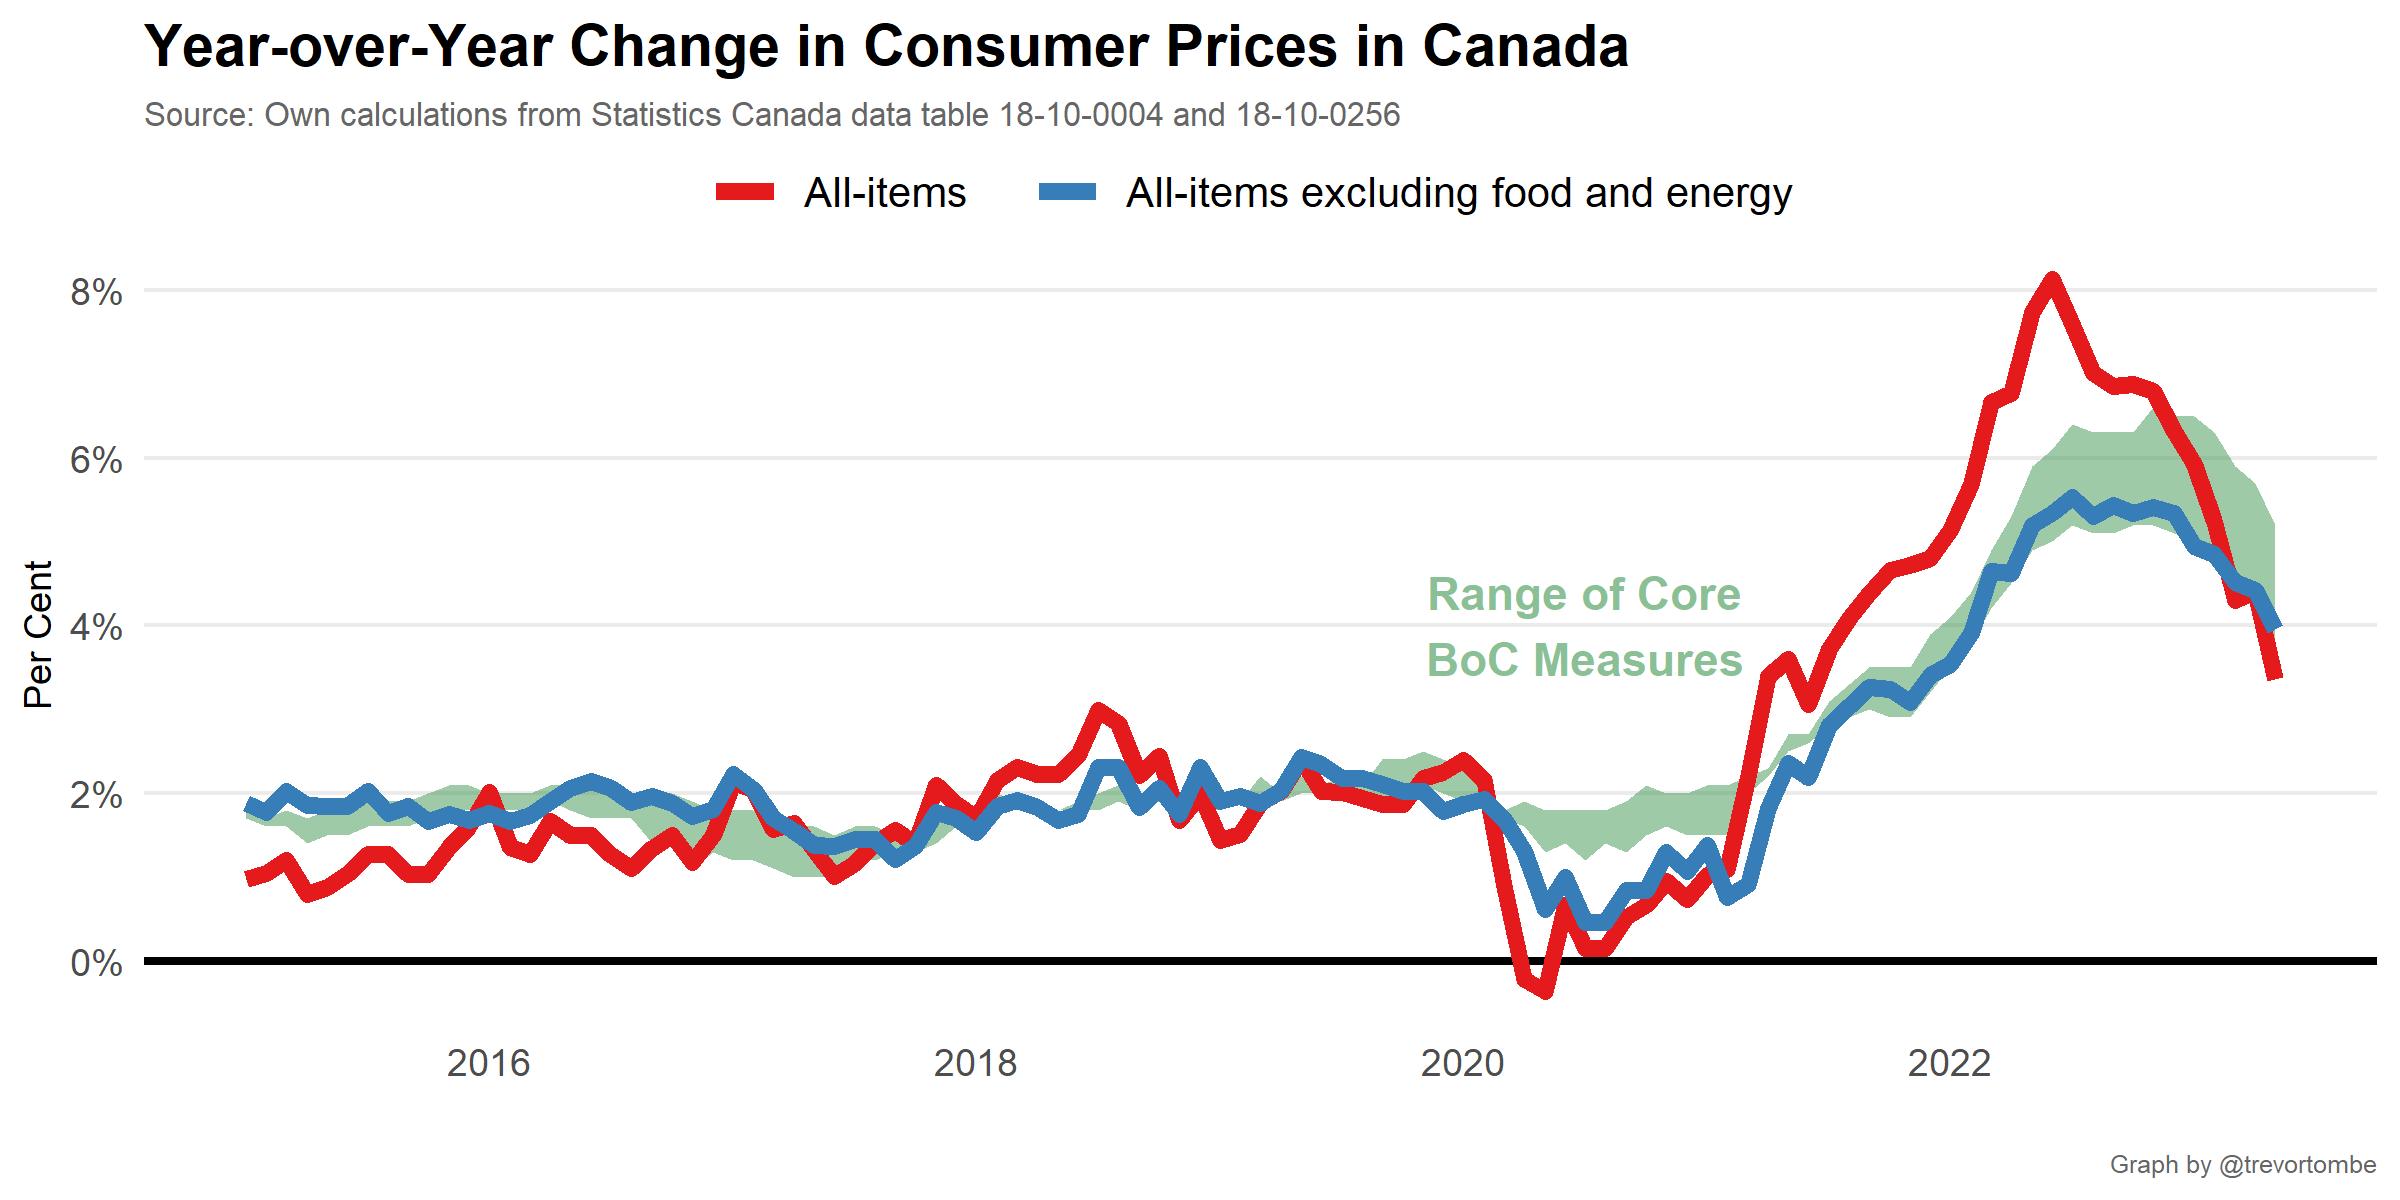 Year-over-Year Change in Consumer Prices in Canada
Source: Own calculations from Statistics Canada data table 18-10-0004 and 18-10-0256
All-items
All-items excluding food and energy
8%
6%
4%
2%
0%
Per Cent
Range of Core
BoC Measures
2016
2018
2020
2022
Graph by @trevortombe